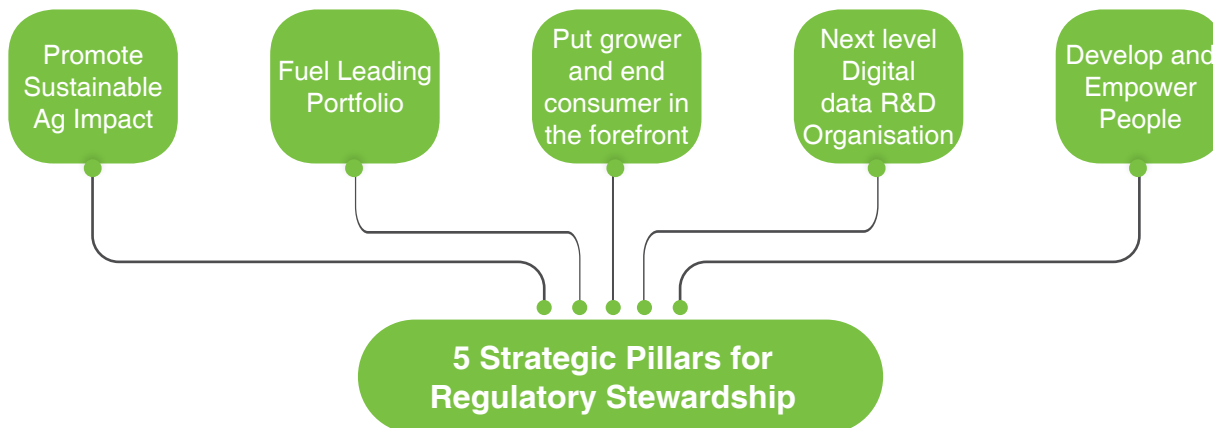 Promote
Sustainable
Ag Impact
Fuel Leading
Portfolio
Put grower
and end
consumer in
the forefront
Next level
Digital
data R&D
Organisation
Develop and
Empower
People
5 Strategic Pillars for
Regulatory Stewardship